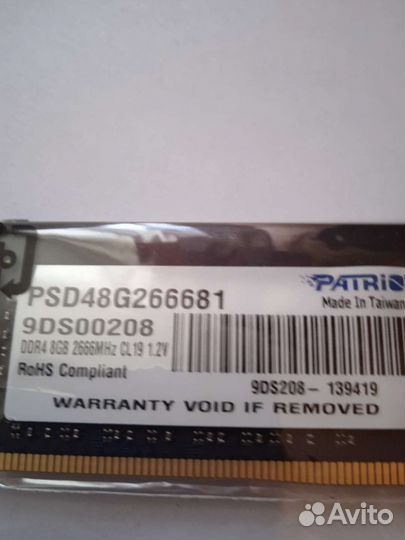 PSD48G266681
PATRIO
Made In Taiwan
9DS00208
DDR4 8GB 2666MHz CL19 1.2V
RoHS Compliant
9DS208- 139419
WARRANTY VOID IF REMOVED
Avito